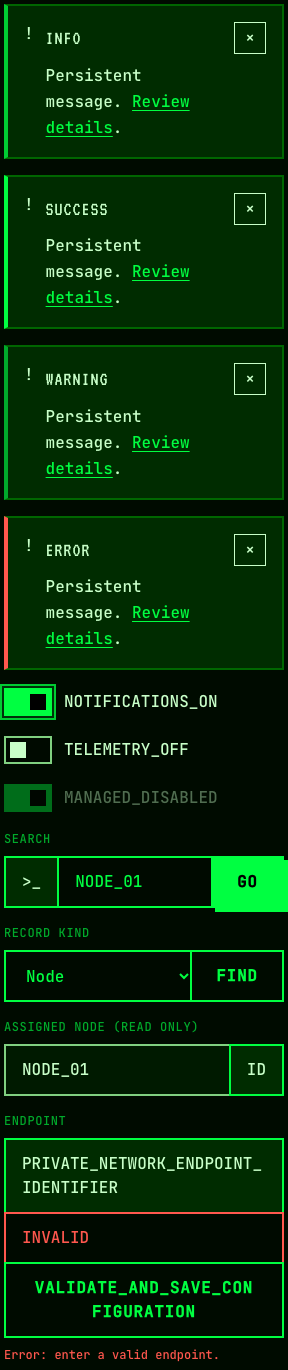 ! INFO ×
Persistent
message. Review
details.
! SUCCESS ×
Persistent
message. Review
details.
! WARNING ×
Persistent
message. Review
details.
! ERROR ×
Persistent
message. Review
details.
NOTIFICATIONS_ON
TELEMETRY_OFF
MANAGED_DISABLED
SEARCH
>_ NODE_01 GO
RECORD KIND
Node FIND
ASSIGNED NODE (READ ONLY)
NODE_01 ID
ENDPOINT
PRIVATE_NETWORK_ENDPOINT_
IDENTIFIER
INVALID
VALIDATE_AND_SAVE_CON
FIGURATION
Error: enter a valid endpoint.